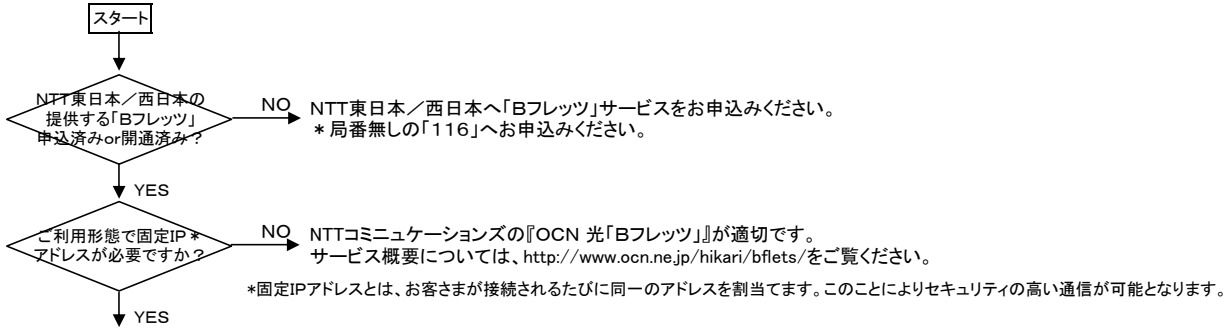 スタート
NTT東日本／西日本の
提供する「Bフレッツ」
申込済みor開通済み？
NO
NTT東日本／西日本へ「Bフレッツ」サービスをお申込みください。
＊局番無しの「116」へお申込みください。
YES
ご利用形態で固定IP＊
アドレスが必要ですか？
NO
NTTコミニュケーションズの『OCN 光「Bフレッツ」』が適切です。
サービス概要については、http://www.ocn.ne.jp/hikari/bflets/をご覧ください。
*固定IPアドレスとは、お客さまが接続されるたびに同一のアドレスを割当てます。このことによりセキュリティの高い通信が可能となります。
YES